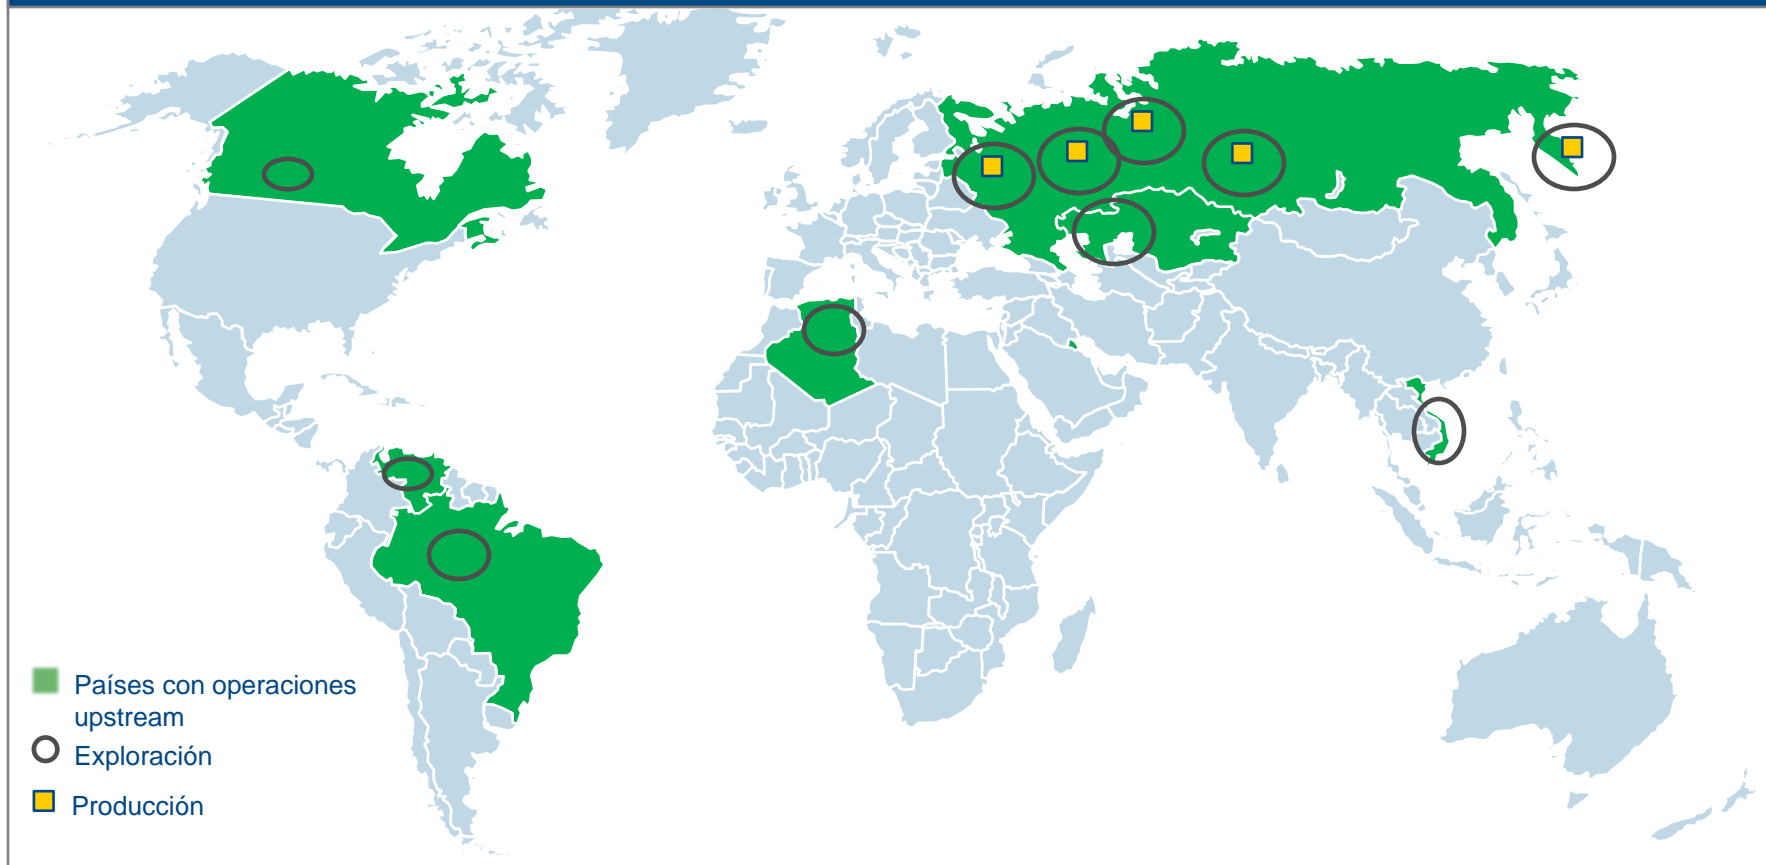 Países con operaciones
upstream
Exploración
Producción